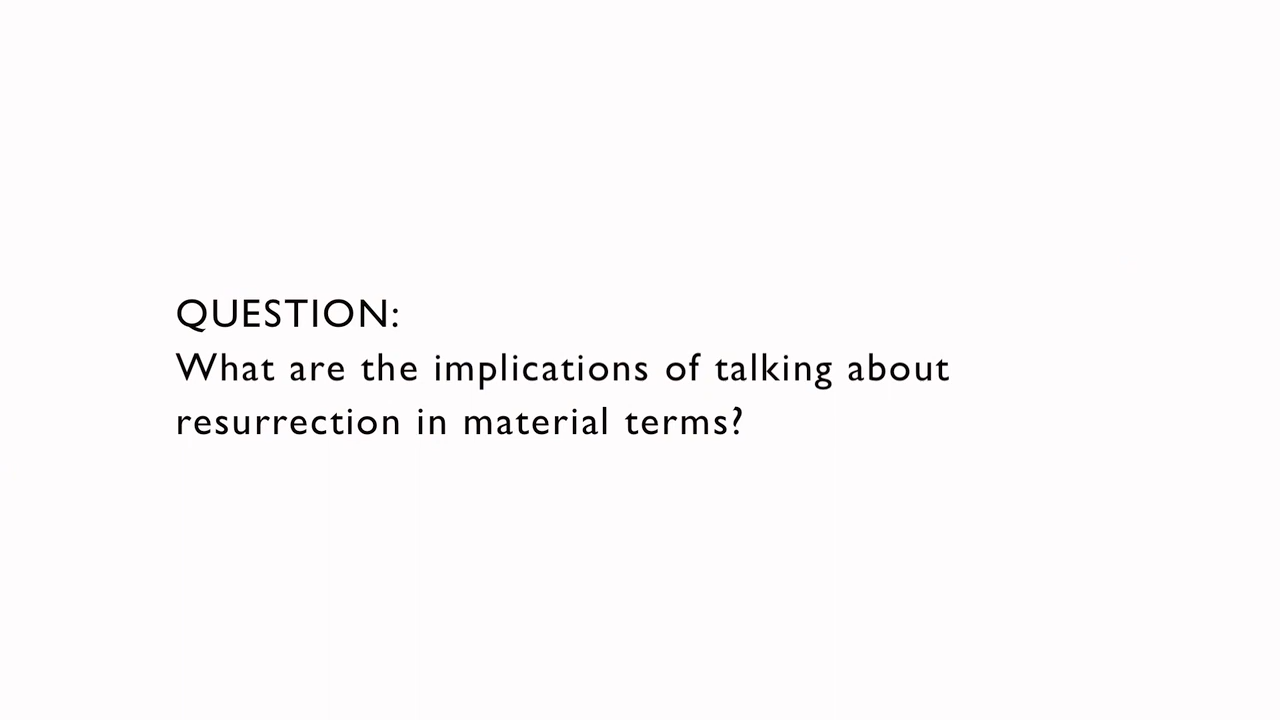 QUESTION:
What are the implications of talking about
resurrection in material terms?